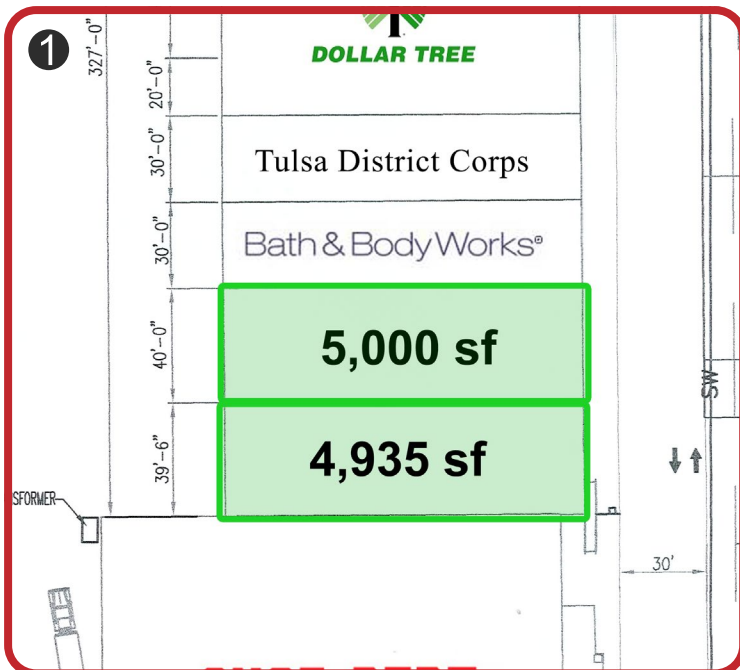 1
327'-0"
DOLLAR TREE
20'-0"
30'-0"
Tulsa District Corps
30'-0"
Bath & Body Works®
40'-0"
5,000 sf
SW
39'-6"
4,935 sf
SFORMER
30'